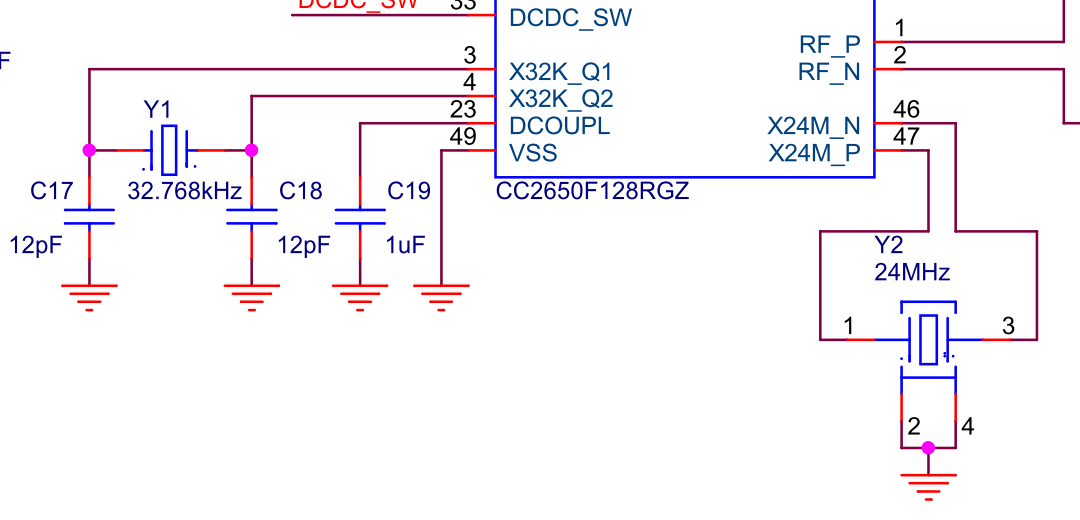 DCDC_SW
33
DCDC_SW
1
RF_P
F
3
2
X32K_Q1
RF_N
4
X32K_Q2
Y1
23
46
DCOUPL
X24M_N
49
47
VSS
X24M_P
C17
32.768kHz
C18
C19
CC2650F128RGZ
12pF
12pF
1uF
Y2
24MHz
1
3
2
4